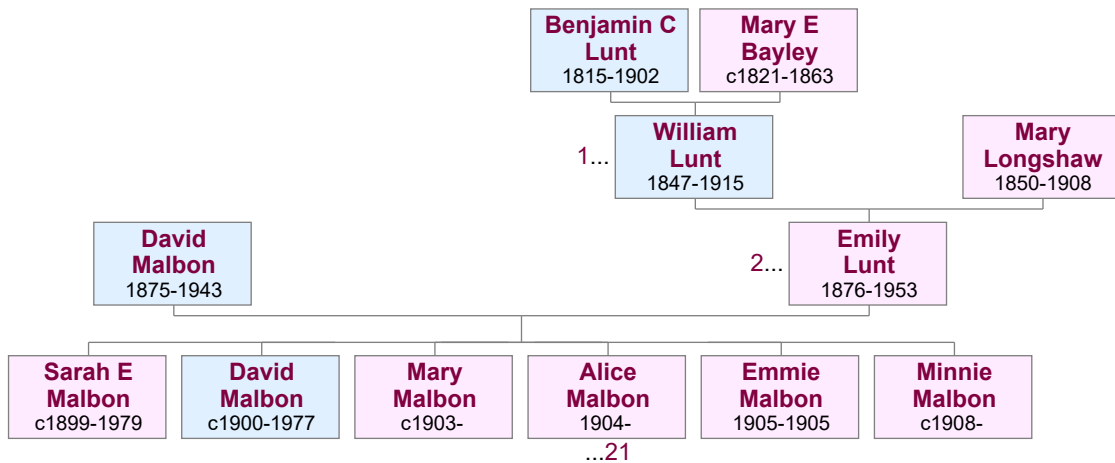 Benjamin C
Lunt
1815-1902
Mary E
Bayley
c1821-1863
1...
William
Lunt
1847-1915
Mary
Longshaw
1850-1908
David
Malbon
1875-1943
2...
Emily
Lunt
1876-1953
Sarah E
Malbon
c1899-1979
David
Malbon
c1900-1977
Mary
Malbon
c1903-
Alice
Malbon
1904-
...21
Emmie
Malbon
1905-1905
Minnie
Malbon
c1908-